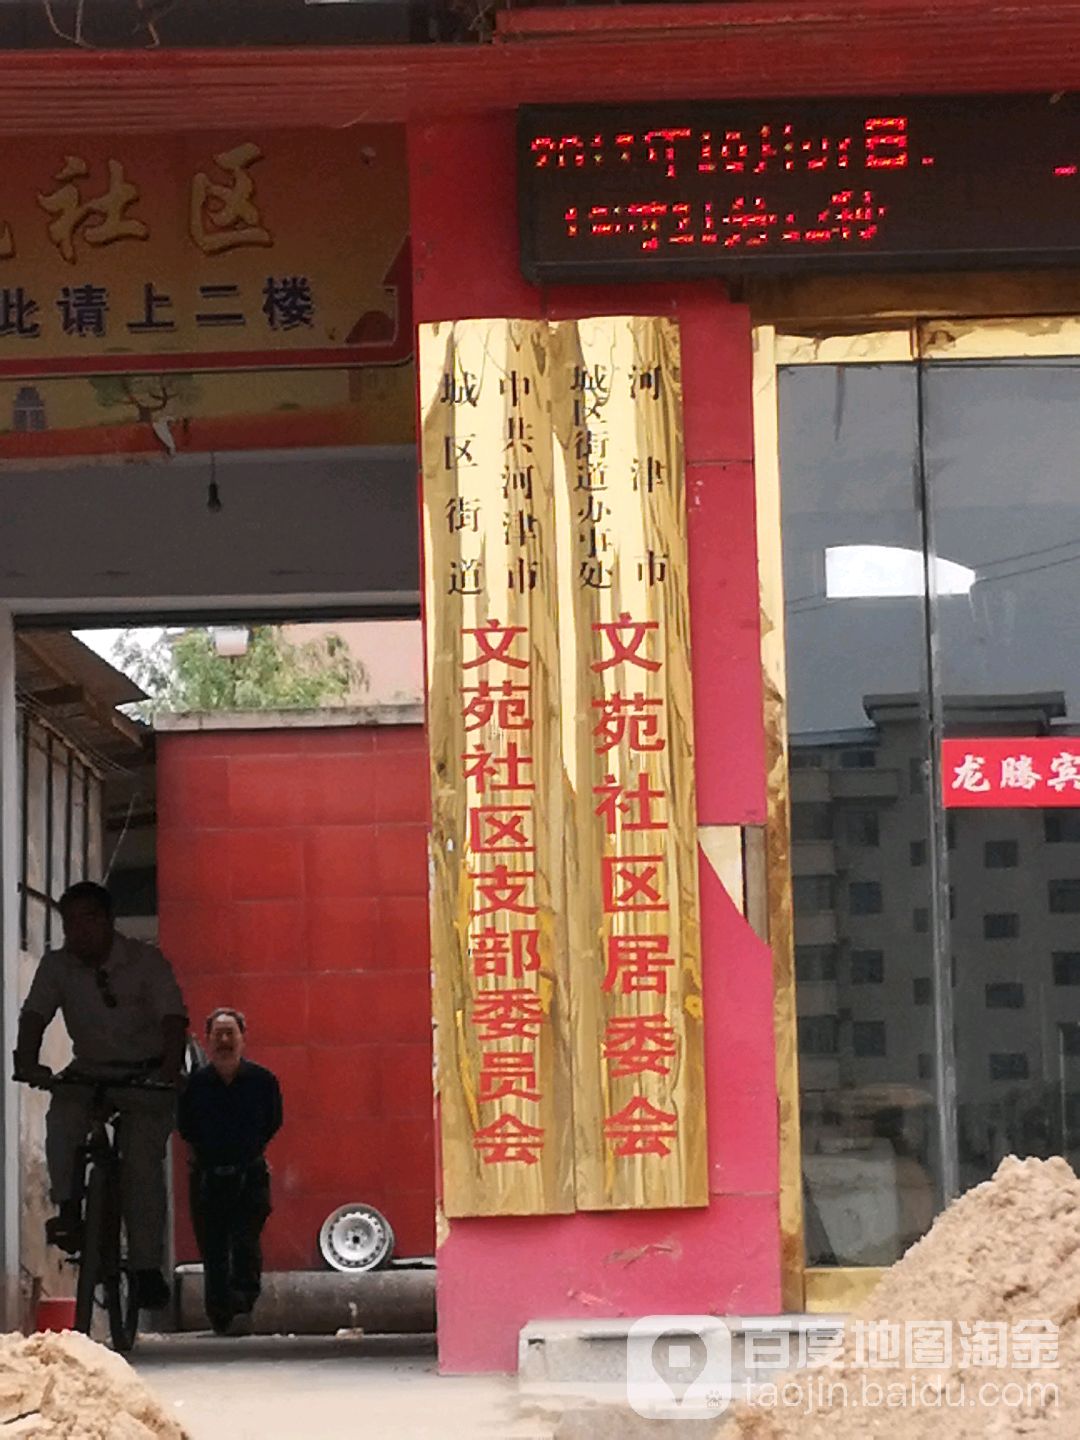 社区
此请上二楼
中共河津市
城区街道
文苑社区支部委员会
河津市
城区街道办事处
文苑社区居委会
龙腾宾
百度地图淘金
taojin.baidu.com